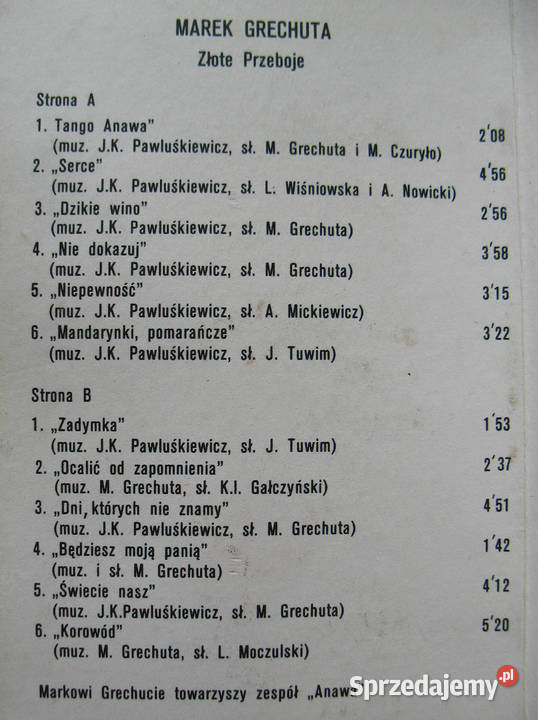 MAREK GRECHUTA
Złote Przeboje
Strona A
1. Tango Anawa" 2'08
(muz. J.K. Pawluśkiewicz, sł. M. Grechuta i M. Czuryło)
2. „Serce" 4'56
(muz. J.K. Pawluśkiewicz, sł. L. Wiśniowska i A. Nowicki)
3. „Dzikie wino" 2'56
(muz. J.K. Pawluśkiewicz, sł. M. Grechuta)
4. „Nie dokazuj" 3'58
(muz. J.K. Pawluśkiewicz, sł. M. Grechuta)
5. „Niepewność" 3'15
(muz. J.K. Pawluśkiewicz, sł. A. Mickiewicz)
6. „Mandarynki, pomarańcze" 3'22
(muz. J.K. Pawluśkiewicz, sł. J. Tuwim)
Strona B
1. „Zadymka" 1'53
(muz. J.K. Pawluśkiewicz, sł. J. Tuwim)
2. „Ocalić od zapomnienia" 2'37
(muz. M. Grechuta, sł. K.I. Gałczyński)
3. „Dni, których nie znamy" 4'51
(muz. J.K. Pawluśkiewicz, sł. M. Grechuta)
4. „Będziesz moją panią" 1'42
(muz. i sł. M. Grechuta)
5. „Świecie nasz" 4'12
(muz. J.K.Pawluśkiewicz, sł. M. Grechuta)
6. „Korowód" 5'20
(muz. M. Grechuta, sł. L. Moczulski)
Markowi Grechucie towarzyszy zespół „Anawa
Sprzedajemy.pl